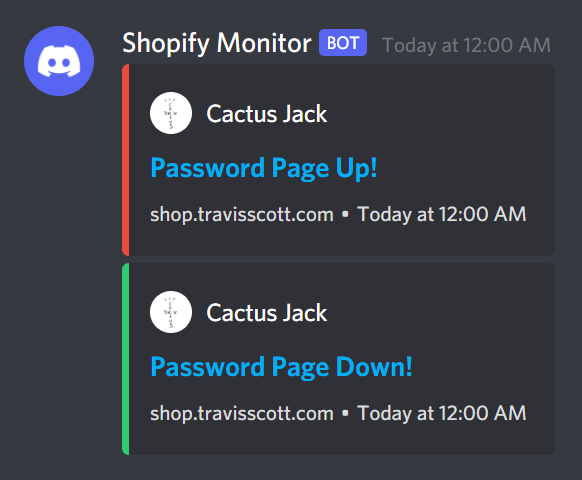 Shopify Monitor BOT Today at 12:00 AM
Cactus Jack
Password Page Up!
shop.travisscott.com • Today at 12:00 AM
Cactus Jack
Password Page Down!
shop.travisscott.com • Today at 12:00 AM